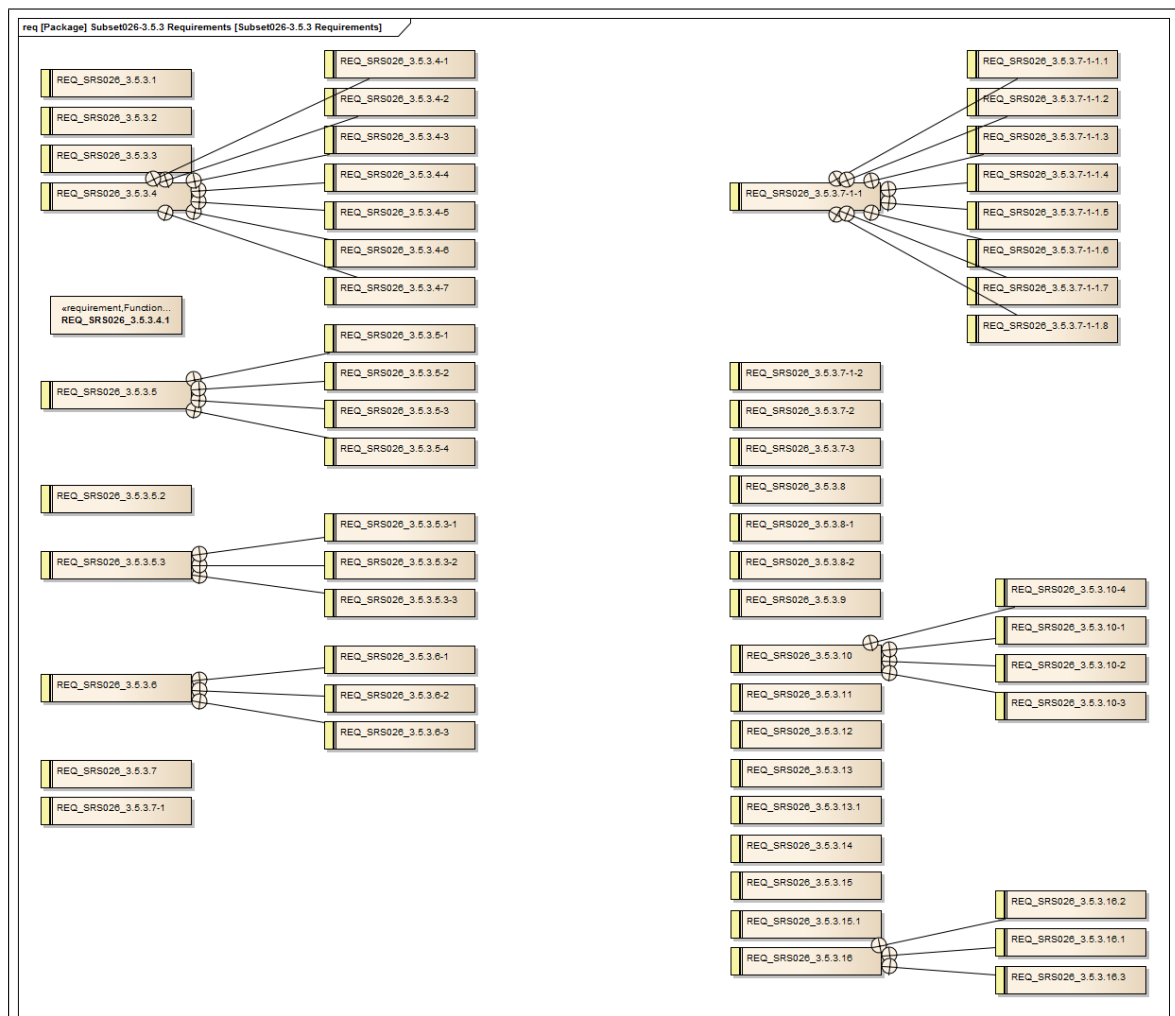 req [Package] Subset026-3.5.3 Requirements [Subset026-3.5.3 Requirements]
REQ_SRS026_3.5.3.1
REQ_SRS026_3.5.3.2
REQ_SRS026_3.5.3.3
REQ_SRS026_3.5.3.4
REQ_SRS026_3.5.3.4-1
REQ_SRS026_3.5.3.4-2
REQ_SRS026_3.5.3.4-3
REQ_SRS026_3.5.3.4-4
REQ_SRS026_3.5.3.4-5
REQ_SRS026_3.5.3.4-6
REQ_SRS026_3.5.3.4-7
«requirement,Function...
REQ_SRS026_3.5.3.4.1
REQ_SRS026_3.5.3.5
REQ_SRS026_3.5.3.5-1
REQ_SRS026_3.5.3.5-2
REQ_SRS026_3.5.3.5-3
REQ_SRS026_3.5.3.5-4
REQ_SRS026_3.5.3.5.2
REQ_SRS026_3.5.3.5.3
REQ_SRS026_3.5.3.5.3-1
REQ_SRS026_3.5.3.5.3-2
REQ_SRS026_3.5.3.5.3-3
REQ_SRS026_3.5.3.6
REQ_SRS026_3.5.3.6-1
REQ_SRS026_3.5.3.6-2
REQ_SRS026_3.5.3.6-3
REQ_SRS026_3.5.3.7
REQ_SRS026_3.5.3.7-1
REQ_SRS026_3.5.3.7-1-1
REQ_SRS026_3.5.3.7-1-1.1
REQ_SRS026_3.5.3.7-1-1.2
REQ_SRS026_3.5.3.7-1-1.3
REQ_SRS026_3.5.3.7-1-1.4
REQ_SRS026_3.5.3.7-1-1.5
REQ_SRS026_3.5.3.7-1-1.6
REQ_SRS026_3.5.3.7-1-1.7
REQ_SRS026_3.5.3.7-1-1.8
REQ_SRS026_3.5.3.7-1-2
REQ_SRS026_3.5.3.7-2
REQ_SRS026_3.5.3.7-3
REQ_SRS026_3.5.3.8
REQ_SRS026_3.5.3.8-1
REQ_SRS026_3.5.3.8-2
REQ_SRS026_3.5.3.9
REQ_SRS026_3.5.3.10
REQ_SRS026_3.5.3.10-4
REQ_SRS026_3.5.3.10-1
REQ_SRS026_3.5.3.10-2
REQ_SRS026_3.5.3.10-3
REQ_SRS026_3.5.3.11
REQ_SRS026_3.5.3.12
REQ_SRS026_3.5.3.13
REQ_SRS026_3.5.3.13.1
REQ_SRS026_3.5.3.14
REQ_SRS026_3.5.3.15
REQ_SRS026_3.5.3.15.1
REQ_SRS026_3.5.3.16
REQ_SRS026_3.5.3.16.2
REQ_SRS026_3.5.3.16.1
REQ_SRS026_3.5.3.16.3